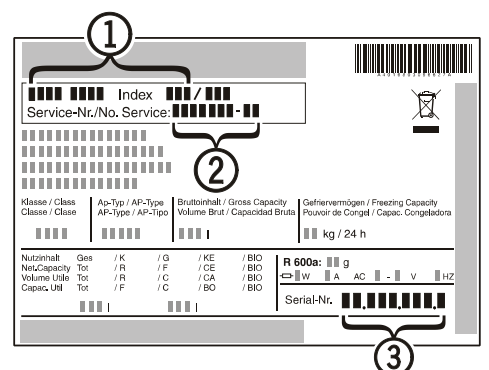 1
Index /
Service-Nr./No. Service: -
2
Klasse / Class
Classe / Clase
Ap-Typ / AP-Type
AP-Type / AP-Tipo
Bruttoinhalt / Gross Capacity
Volume Brut / Capacidad Bruta
l
Gefriervermögen / Freezing Capacity
Pouvoir de Congel / Capac. Congeladora
kg / 24 h
Nutzinhalt Ges / K / G / KE / BIO
Net.Capacity Tot / R / F / CE / BIO
Volume Utile Tot / R / C / CA / BIO
Capac. Util Tot / F / C / BO / BIO
l l
R 600a: g
W A AC - V HZ
Serial-Nr. . . .
3